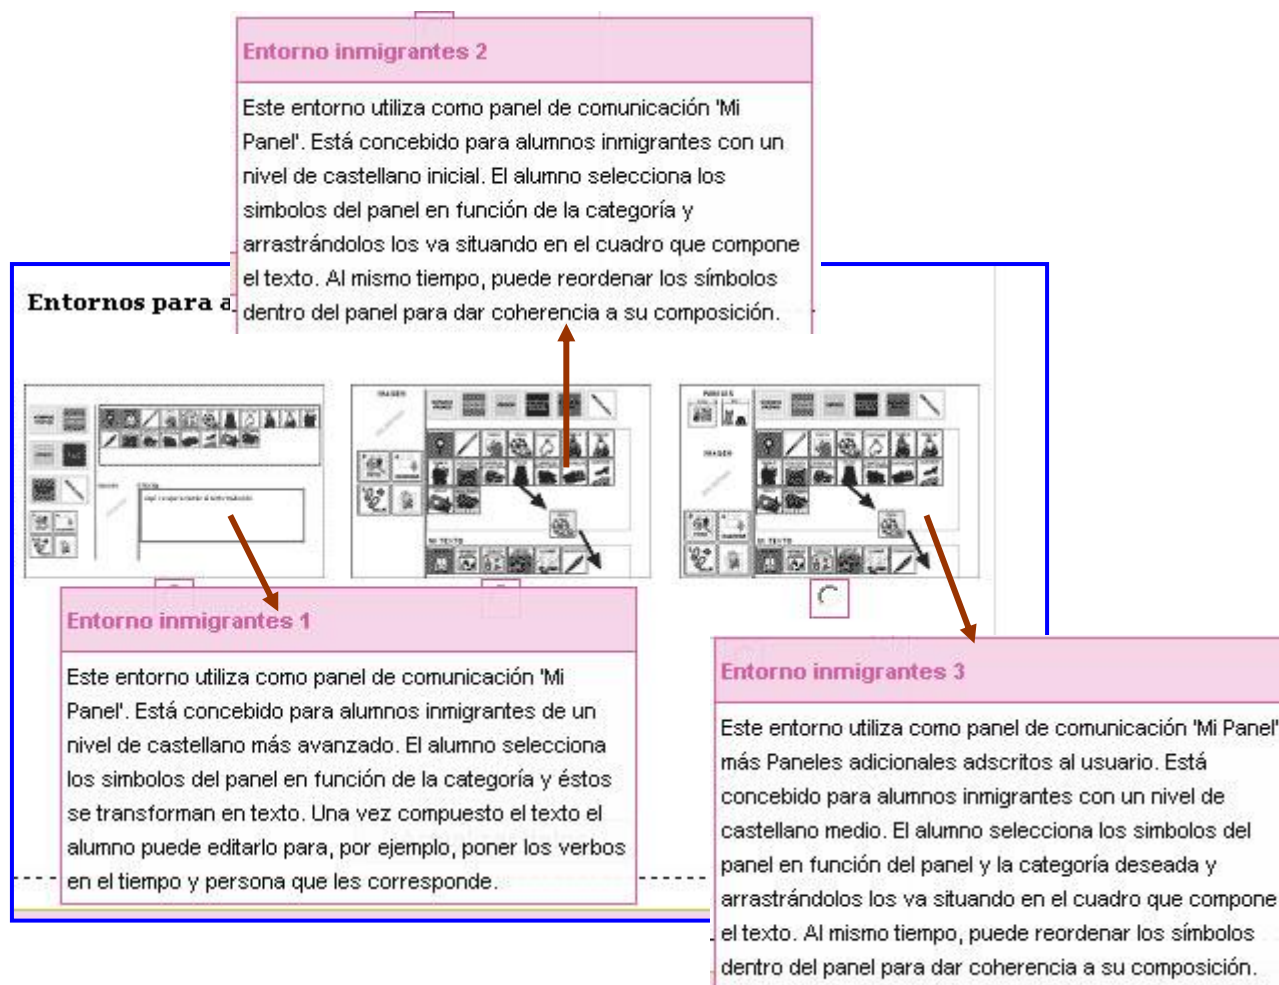 Entorno inmigrantes 2
Este entorno utiliza como panel de comunicación 'Mi
Panel'. Está concebido para alumnos inmigrantes con un
nivel de castellano inicial. El alumno selecciona los
simbolos del panel en función de la categoría y
arrastrándolos los va situando en el cuadro que compone
el texto. Al mismo tiempo, puede reordenar los símbolos
dentro del panel para dar coherencia a su composición.
Entornos para a
IMAGEN
PANELES
IMAGEN
MI TEXTO
MI TEXTO
Entorno inmigrantes 1
Este entorno utiliza como panel de comunicación 'Mi
Panel'. Está concebido para alumnos inmigrantes de un
nivel de castellano más avanzado. El alumno selecciona
los simbolos del panel en función de la categoría y éstos
se transforman en texto. Una vez compuesto el texto el
alumno puede editarlo para, por ejemplo, poner los verbos
en el tiempo y persona que les corresponde.
Entorno inmigrantes 3
Este entorno utiliza como panel de comunicación 'Mi Panel'
más Paneles adicionales adscritos al usuario. Está
concebido para alumnos inmigrantes con un nivel de
castellano medio. El alumno selecciona los simbolos del
panel en función del panel y la categoría deseada y
arrastrándolos los va situando en el cuadro que compone
el texto. Al mismo tiempo, puede reordenar los símbolos
dentro del panel para dar coherencia a su composición.